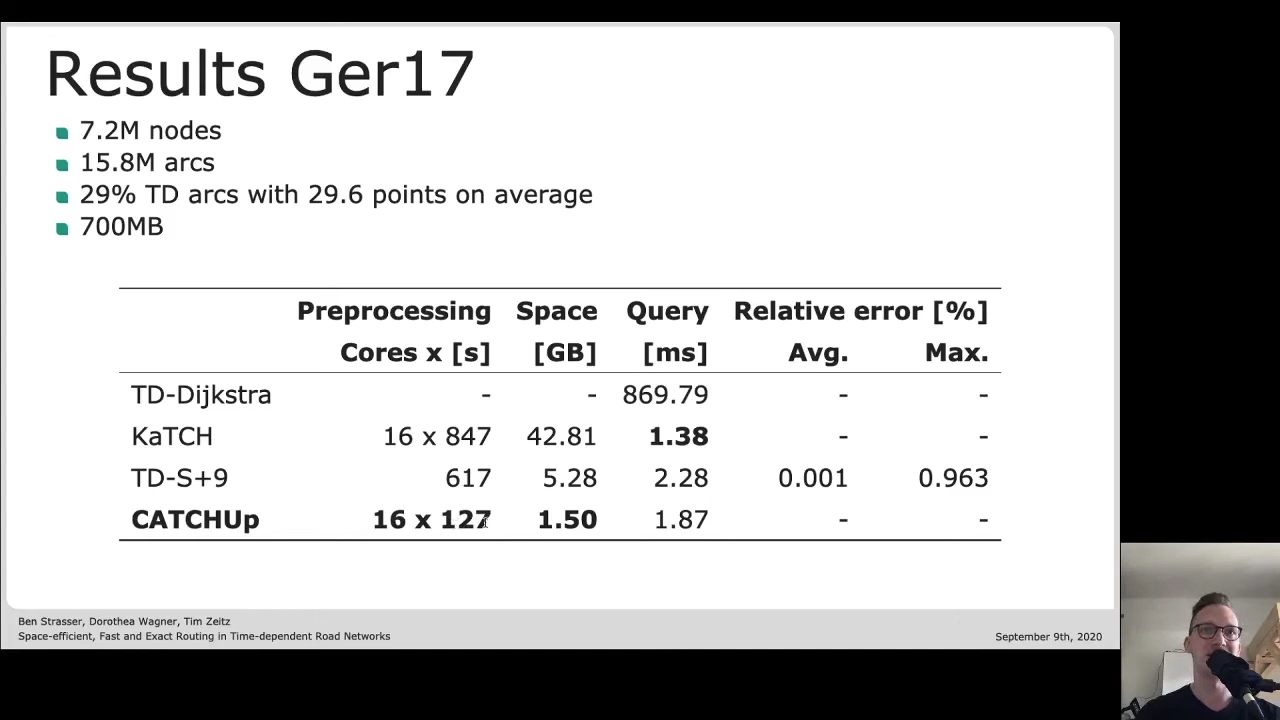 Results Ger17
7.2M nodes
15.8M arcs
29% TD arcs with 29.6 points on average
700MB
Preprocessing Space Query Relative error [%]
Cores x [s] [GB] [ms] Avg. Max.
TD-Dijkstra - - 869.79 - -
KaTCH 16 x 847 42.81 1.38 - -
TD-S+9 617 5.28 2.28 0.001 0.963
CATCHUp 16 x 127 1.50 1.87 - -
Ben Strasser, Dorothea Wagner, Tim Zeitz
Space-efficient, Fast and Exact Routing in Time-dependent Road Networks September 9th, 2020